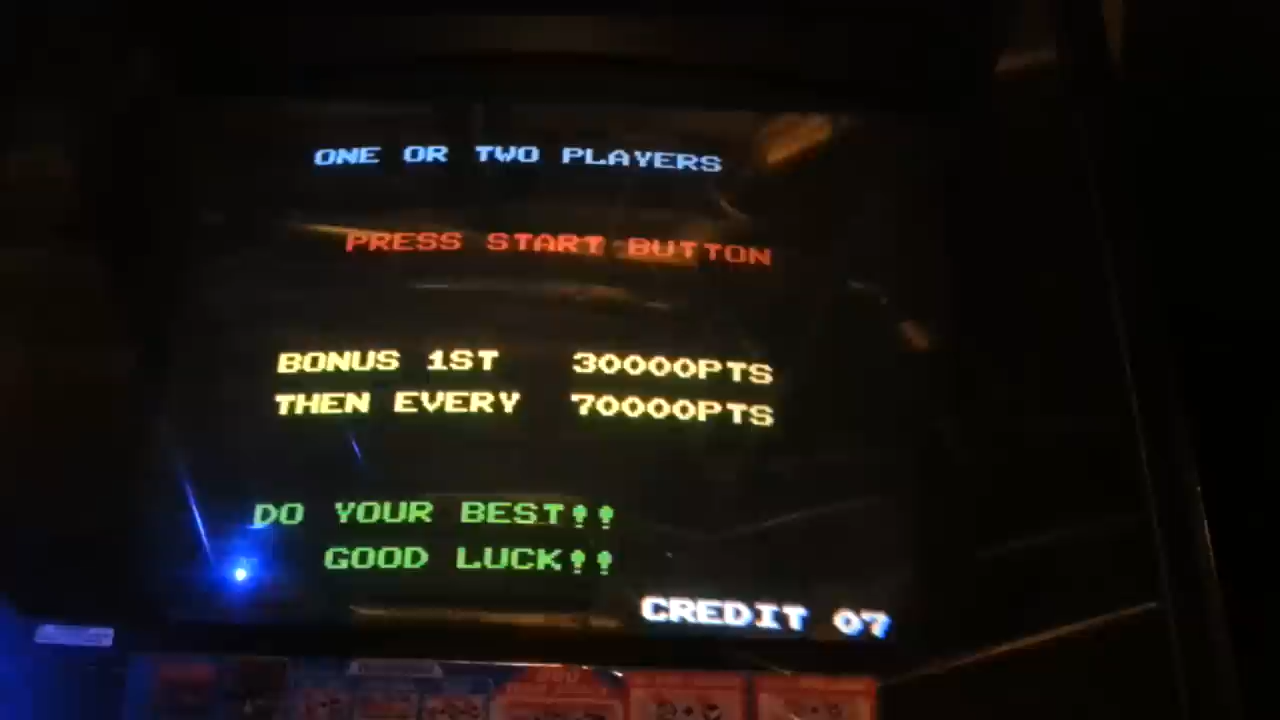 ONE OR TWO PLAYERS
PRESS START BUTTON
BONUS 1ST 30000PTS
THEN EVERY 70000PTS
DO YOUR BEST!!
GOOD LUCK!!
CREDIT 07